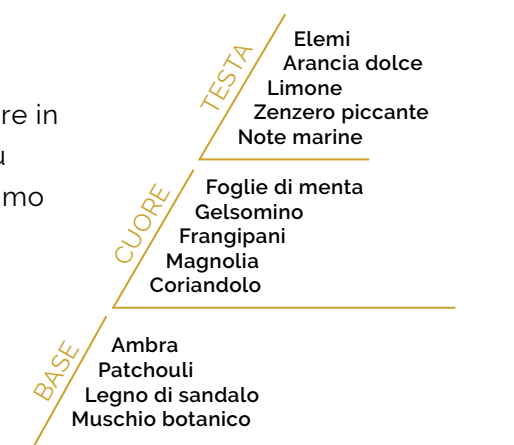 TESTA
Elemi
Arancia dolce
Limone
Zenzero piccante
Note marine
re in
mo
CUORE
Foglie di menta
Gelsomino
Frangipani
Magnolia
Coriandolo
BASE
Ambra
Patchouli
Legno di sandalo
Muschio botanico